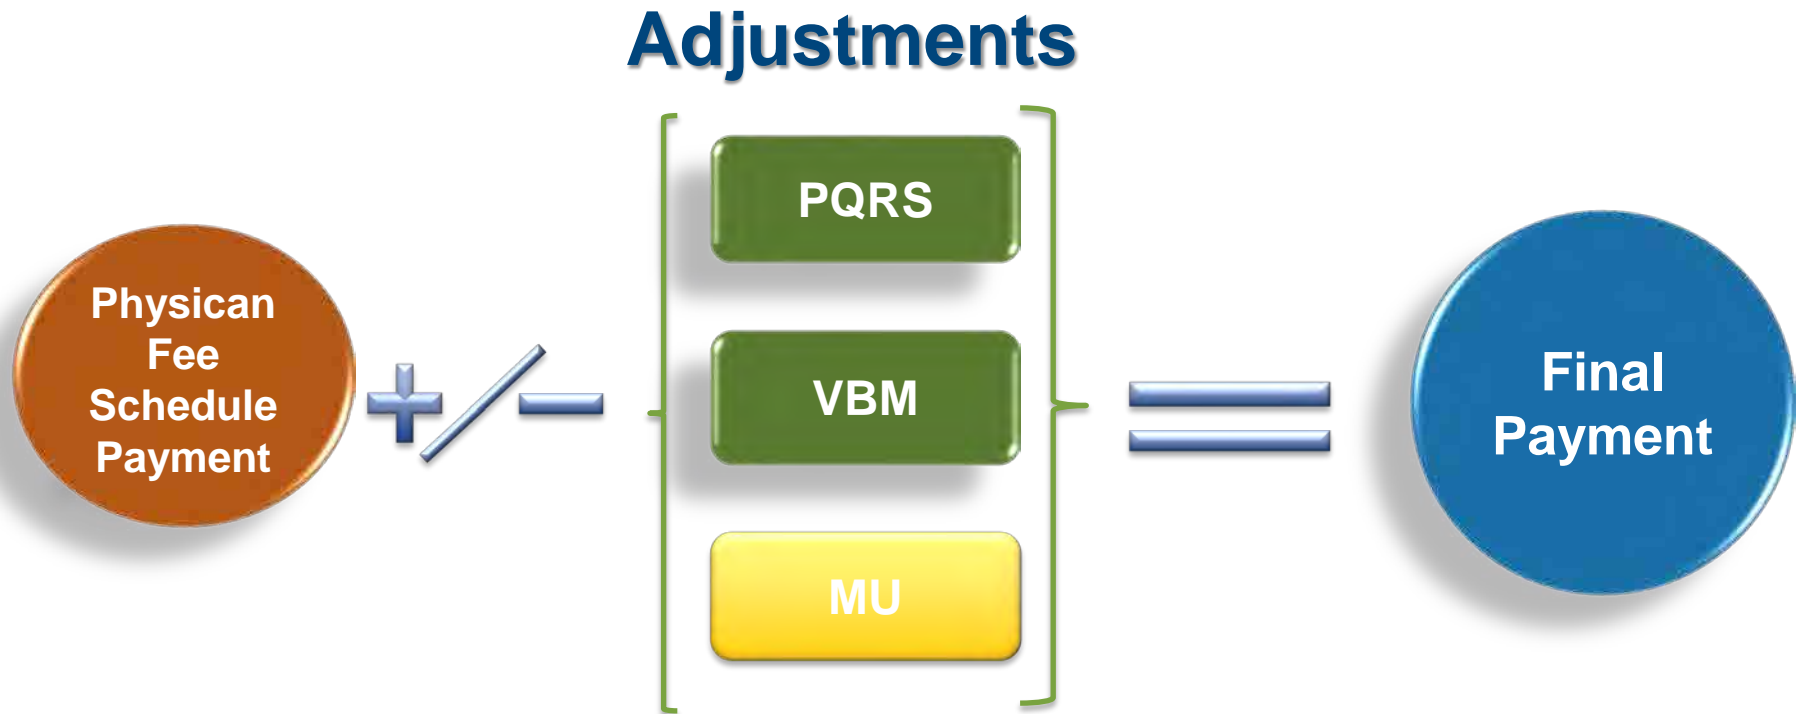 Adjustments
Physican
Fee
Schedule
Payment
+/-
PQRS
VBM
MU
=
Final
Payment